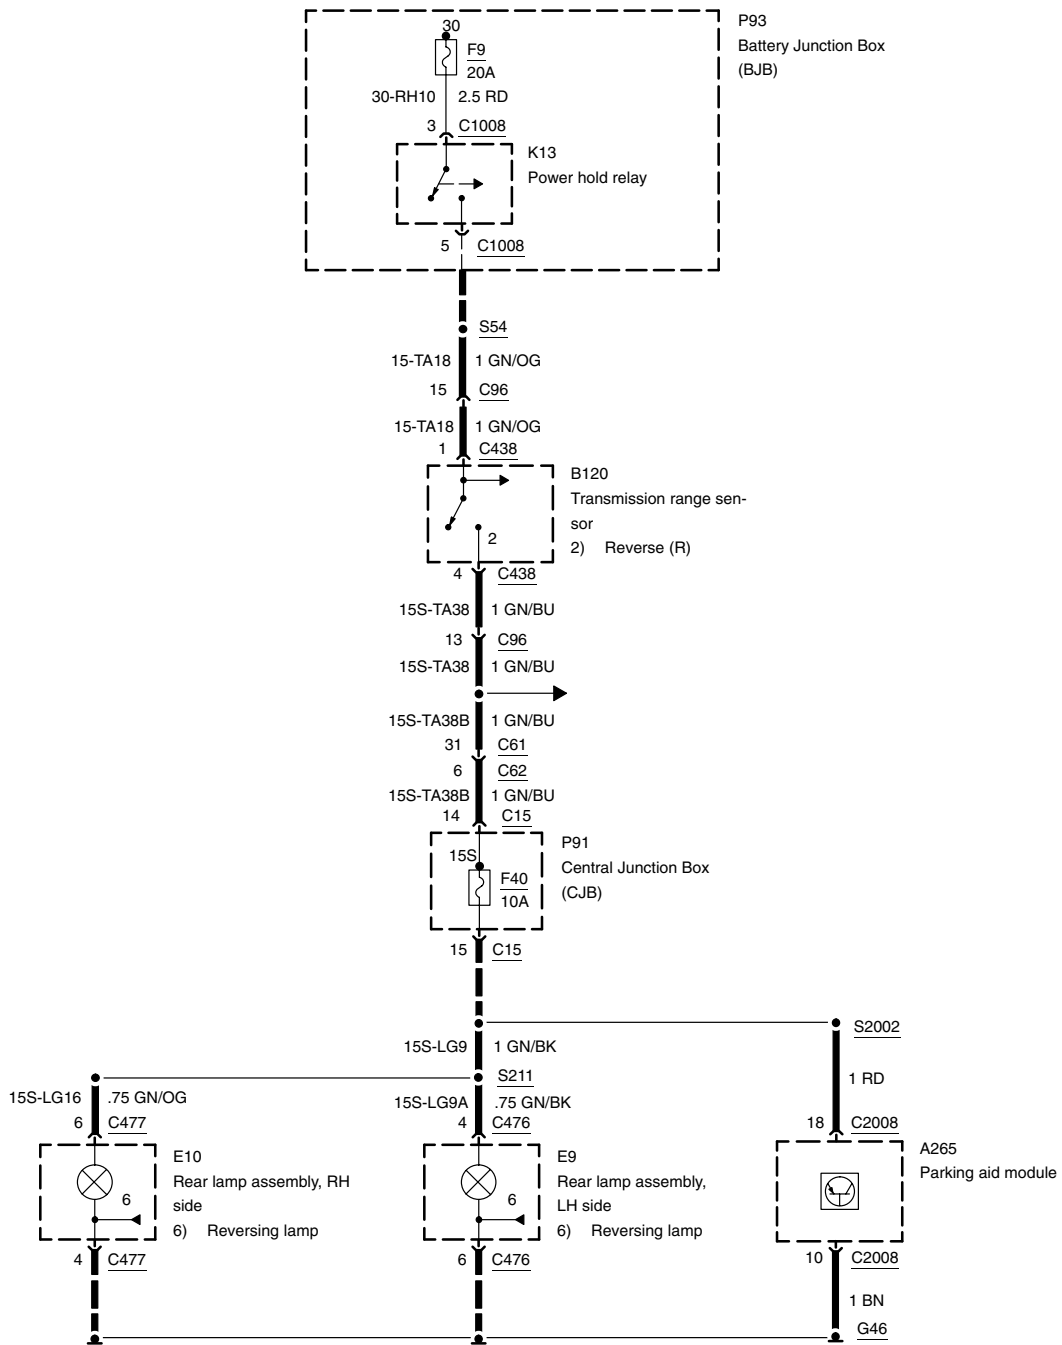 30
P93
Battery Junction Box
(BJB)
F9
20A
30-RH10 2.5 RD
3 C1008
K13
Power hold relay
5 C1008
S54
15-TA18 1 GN/OG
15 C96
15-TA18 1 GN/OG
1 C438
B120
Transmission range sen-
sor
2) Reverse (R)
2
4 C438
15S-TA38 1 GN/BU
13 C96
15S-TA38 1 GN/BU
15S-TA38B 1 GN/BU
31 C61
6 C62
15S-TA38B 1 GN/BU
14 C15
P91
Central Junction Box
(CJB)
15S
F40
10A
15 C15
S2002
15S-LG9 1 GN/BK
S211
1 RD
15S-LG16 .75 GN/OG
15S-LG9A .75 GN/BK
6 C477
4 C476
18 C2008
E10
Rear lamp assembly, RH
side
6) Reversing lamp
6
E9
Rear lamp assembly,
LH side
6) Reversing lamp
6
A265
Parking aid module
4 C477
6 C476
10 C2008
1 BN
G46